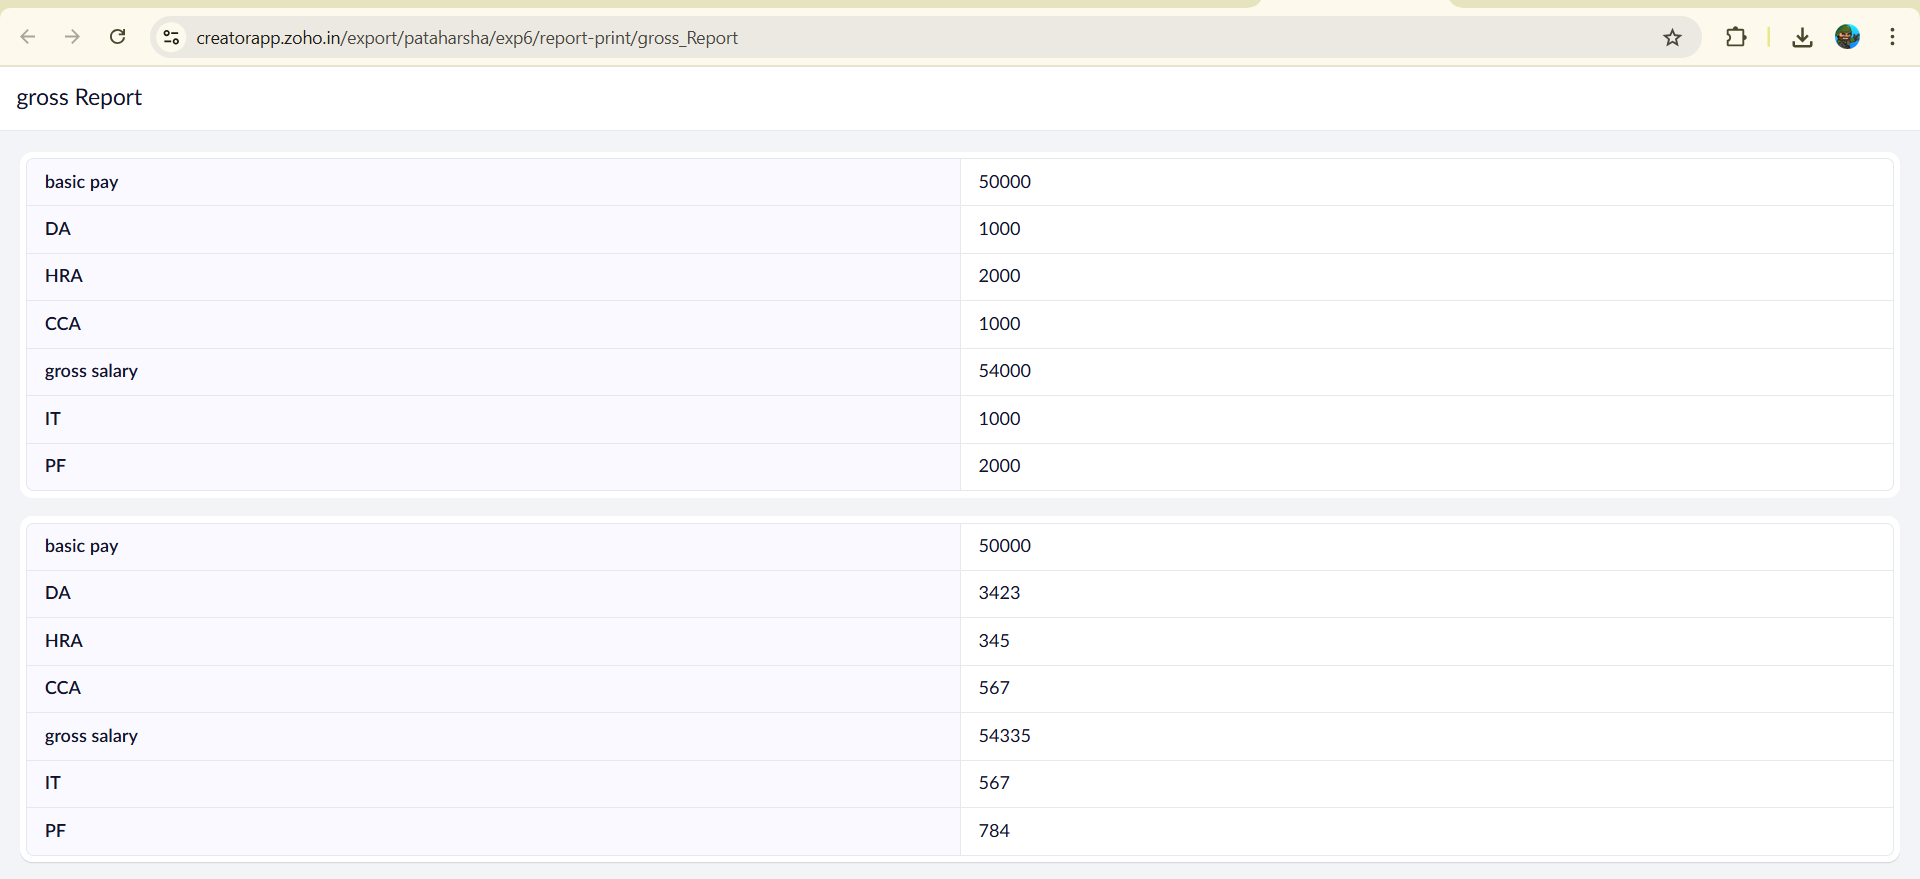 creatorapp.zoho.in/export/pataharsha/exp6/report-print/gross_Report
gross Report
basic pay 50000
DA 1000
HRA 2000
CCA 1000
gross salary 54000
IT 1000
PF 2000
basic pay 50000
DA 3423
HRA 345
CCA 567
gross salary 54335
IT 567
PF 784